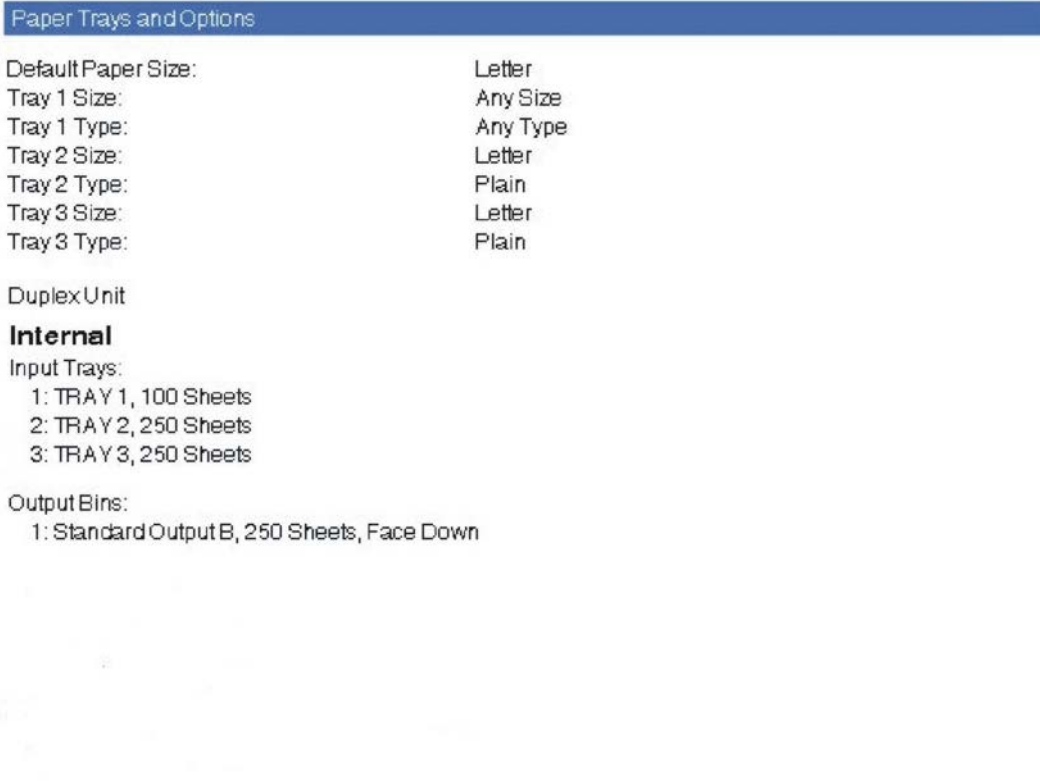 Paper Trays and Options
Default Paper Size: Letter
Tray 1 Size: Any Size
Tray 1 Type: Any Type
Tray 2 Size: Letter
Tray 2 Type: Plain
Tray 3 Size: Letter
Tray 3 Type: Plain
Duplex Unit
Internal
Input Trays:
1: TRAY 1, 100 Sheets
2: TRAY 2, 250 Sheets
3: TRAY 3, 250 Sheets
Output Bins:
1: Standard Output B, 250 Sheets, Face Down